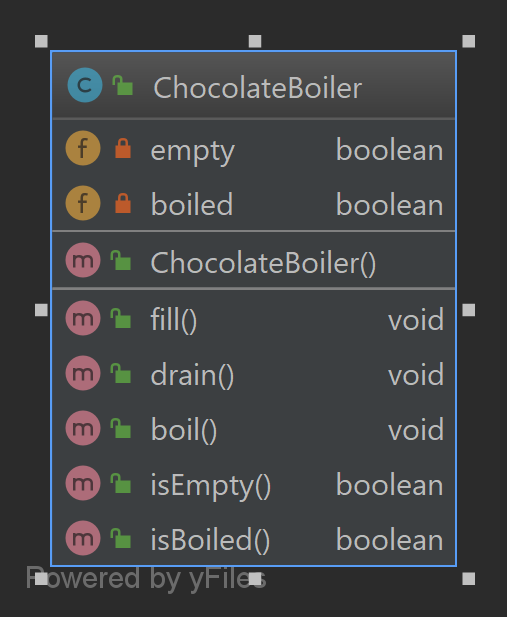 C ChocolateBoiler
f empty boolean
f boiled boolean
m ChocolateBoiler()
m fill() void
m drain() void
m boil() void
m isEmpty() boolean
m isBoiled() boolean
Powered by yFiles